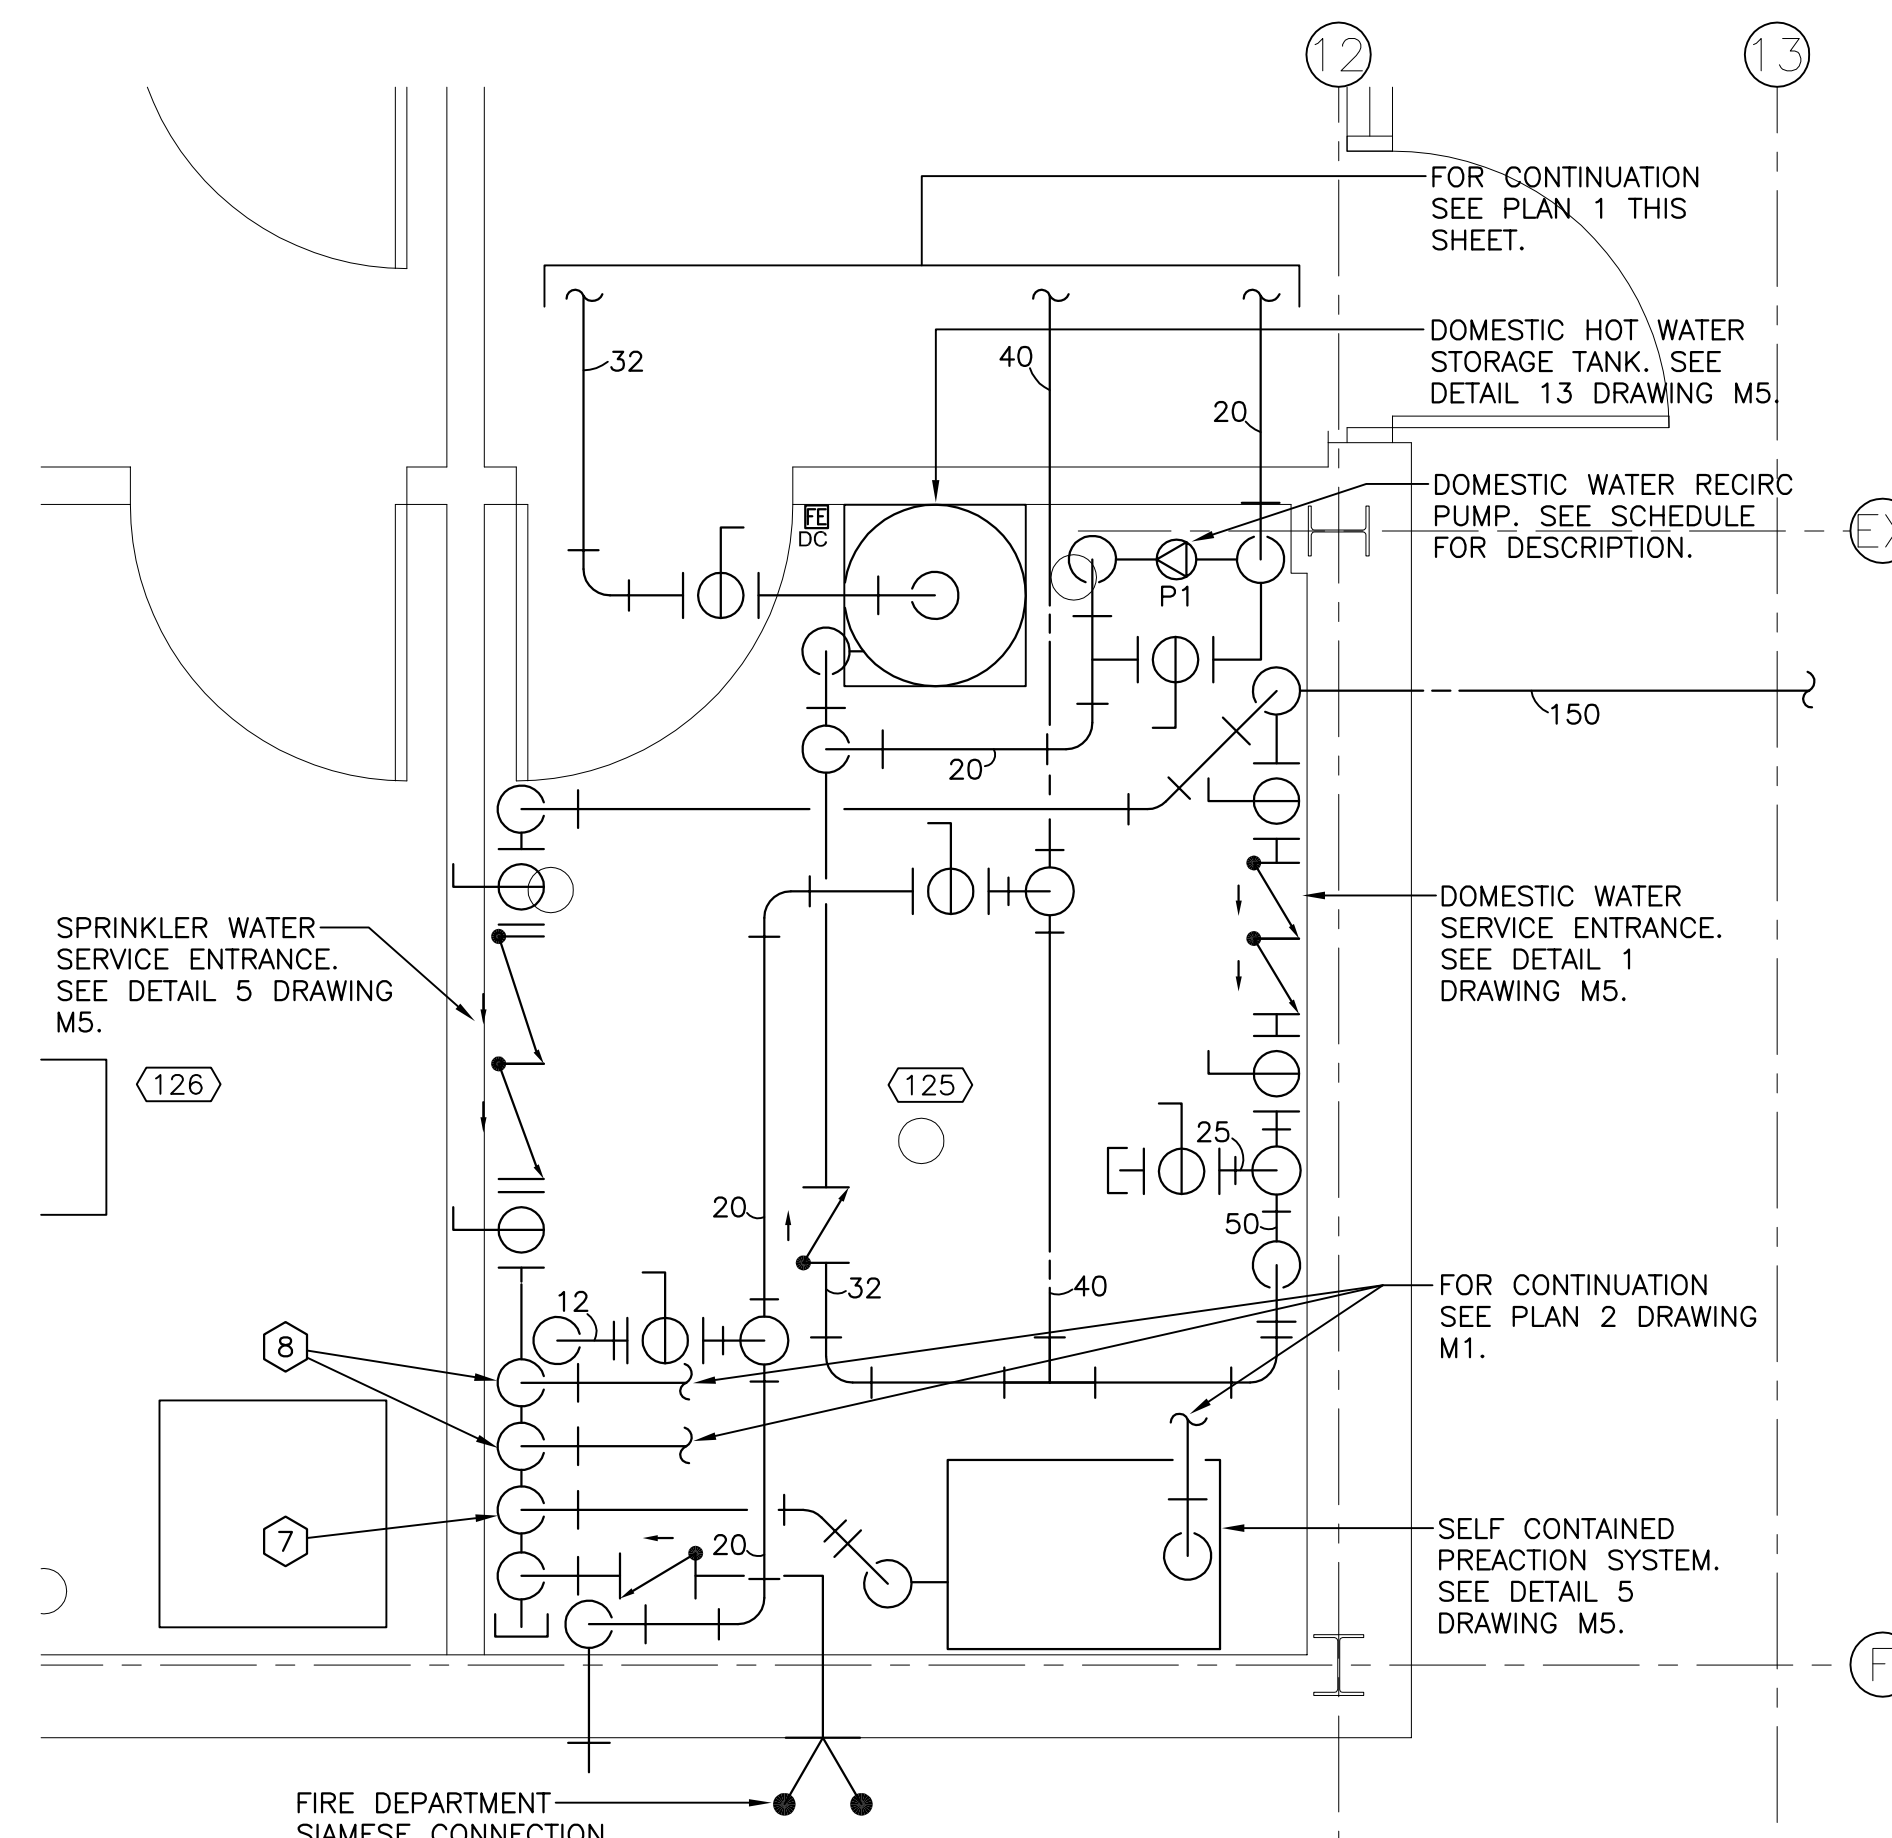 12
13
FOR CONTINUATION
SEE PLAN 1 THIS
SHEET.
DOMESTIC HOT WATER
STORAGE TANK. SEE
DETAIL 13 DRAWING M5.
32
40
20
DOMESTIC WATER RECIRC
PUMP. SEE SCHEDULE
FOR DESCRIPTION.
EX
FE
DC
P1
150
20
SPRINKLER WATER
SERVICE ENTRANCE.
SEE DETAIL 5 DRAWING
M5.
DOMESTIC WATER
SERVICE ENTRANCE.
SEE DETAIL 1
DRAWING M5.
126
125
25
20
50
32
40
12
FOR CONTINUATION
SEE PLAN 2 DRAWING
M1.
8
7
20
SELF CONTAINED
PREACTION SYSTEM.
SEE DETAIL 5
DRAWING M5.
F
FIRE DEPARTMENT
SIAMESE CONNECTION